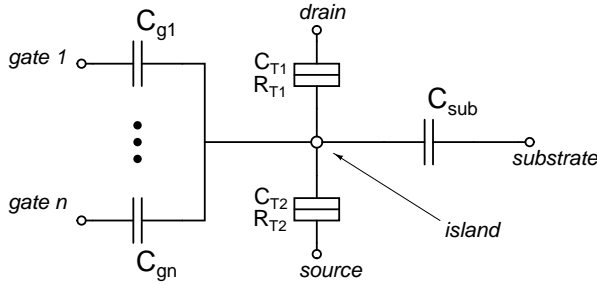 drain
C_g1
gate 1
C_T1
R_T1
C_sub
substrate
gate n
C_T2
R_T2
island
C_gn
source